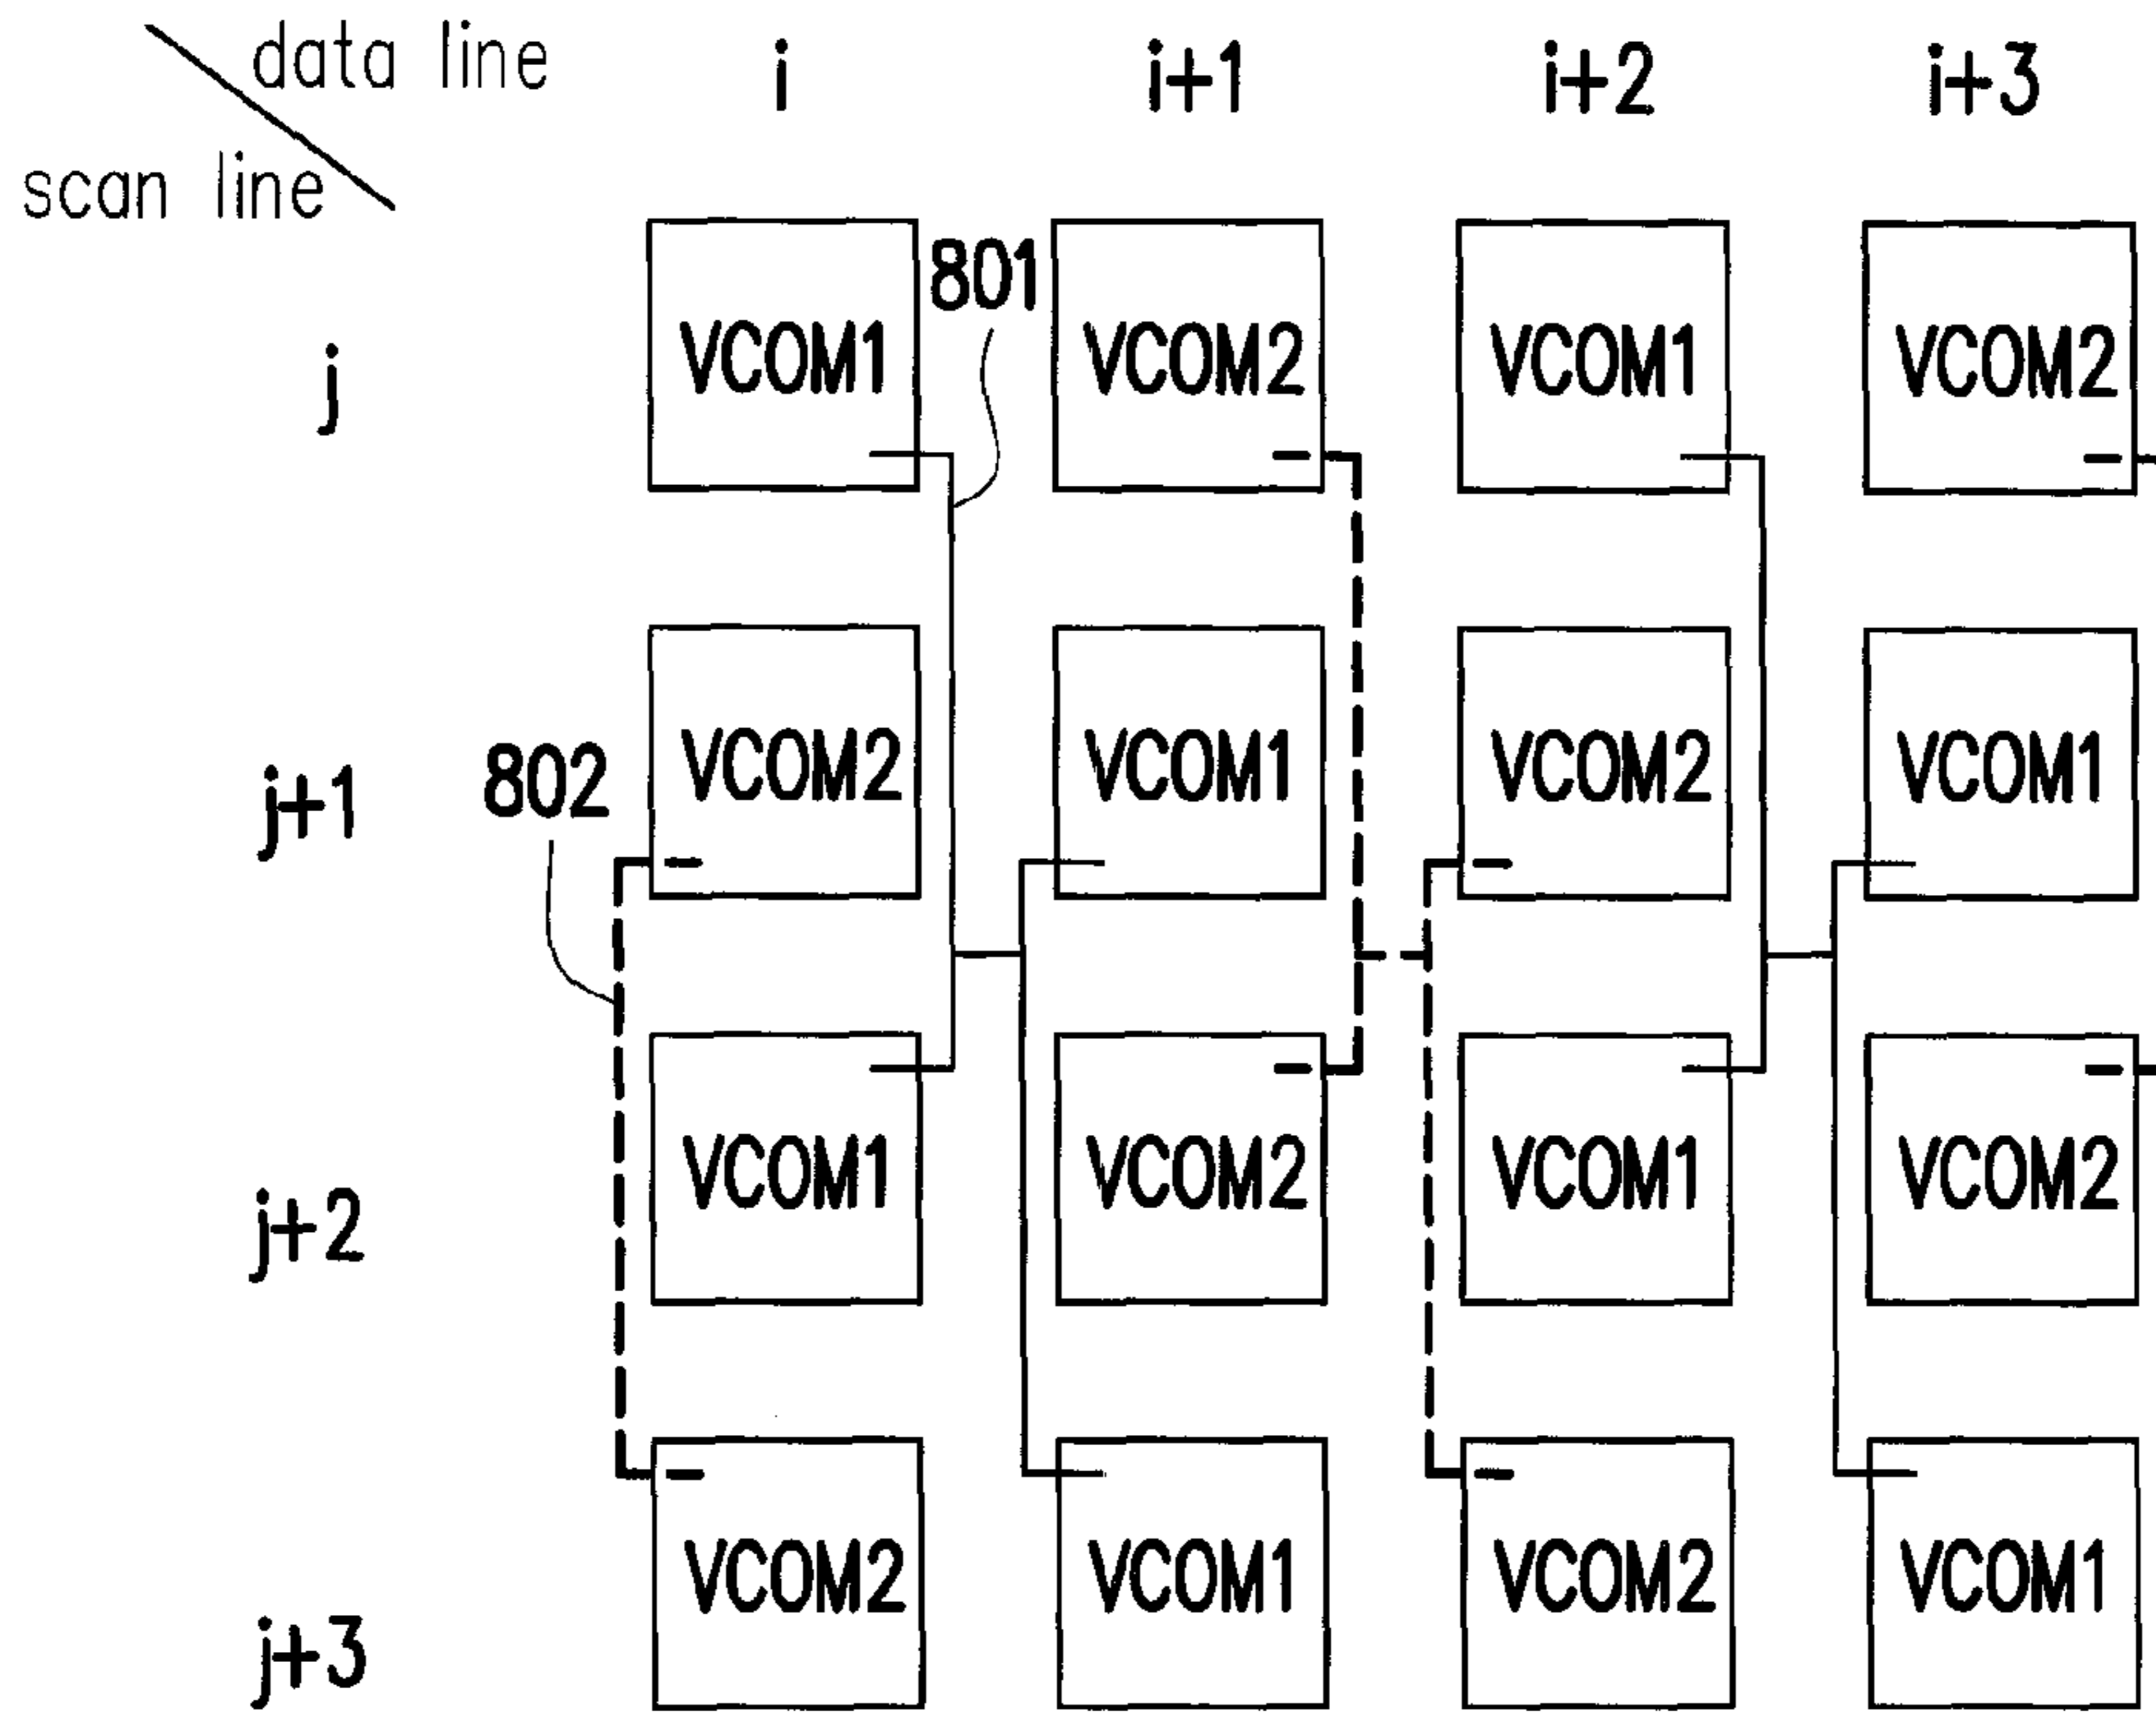 data line
scan line
i i+1 i+2 i+3
801
j VCOM1 VCOM2 VCOM1 VCOM2
802
j+1 VCOM2 VCOM1 VCOM2 VCOM1
j+2 VCOM1 VCOM2 VCOM1 VCOM2
j+3 VCOM2 VCOM1 VCOM2 VCOM1